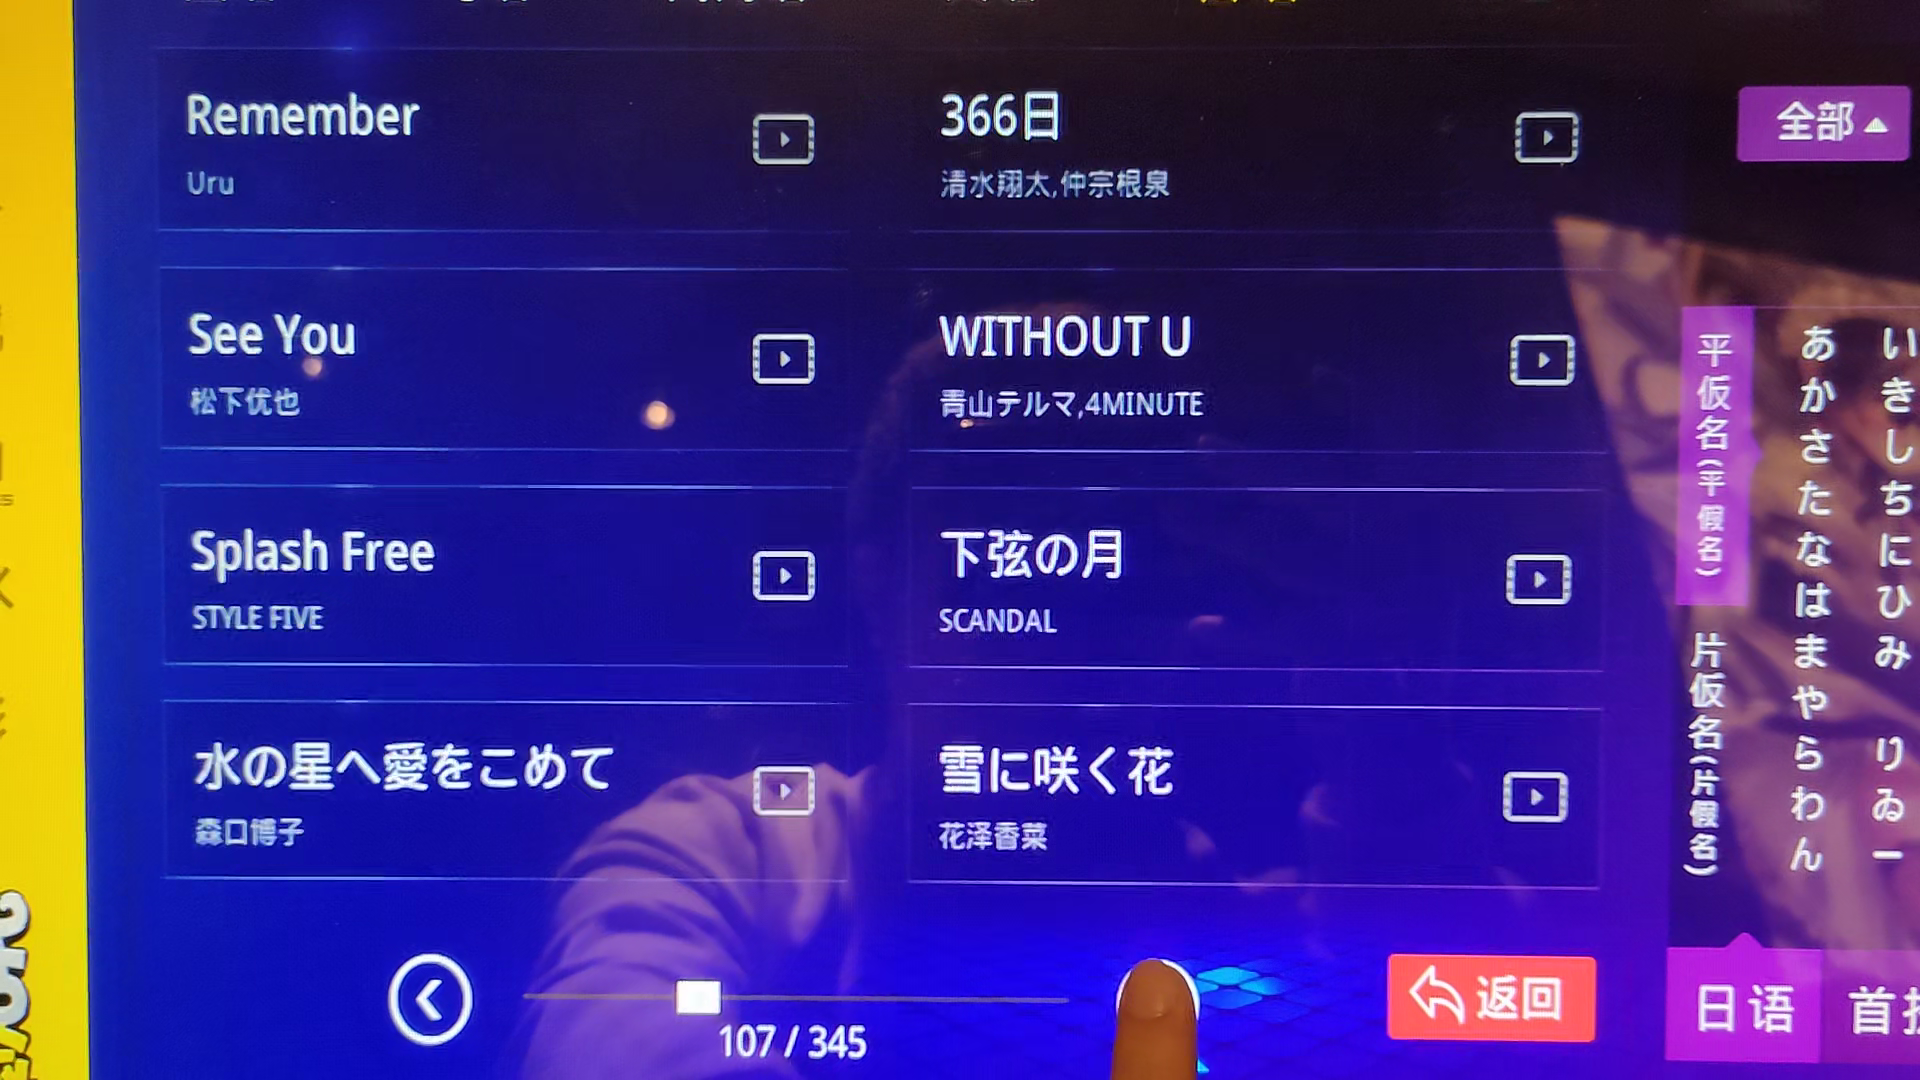 Remember
Uru
366日
清水翔太,仲宗根泉
See You
松下优也
WITHOUT U
青山テルマ,4MINUTE
Splash Free
STYLE FIVE
下弦の月
SCANDAL
水の星へ愛をこめて
森口博子
雪に咲く花
花泽香菜
107 / 345
返回
全部
平仮名(平假名)
片仮名(片假名)
あかさたなはまやらわん
いきしちにひみ りゐー
日语
首